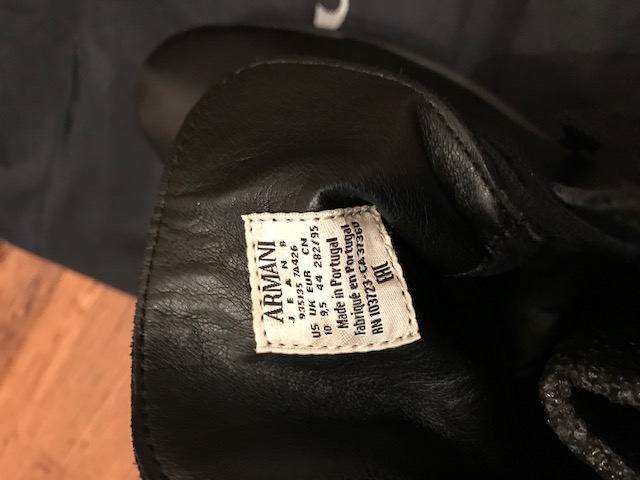 ARMANI
JEANS
935135 7A426
US UK EUR CN
10 9,5 44 282/95
Made in Portugal
Fabriqué en Portugal
RN 103723-CA 37360
EAC